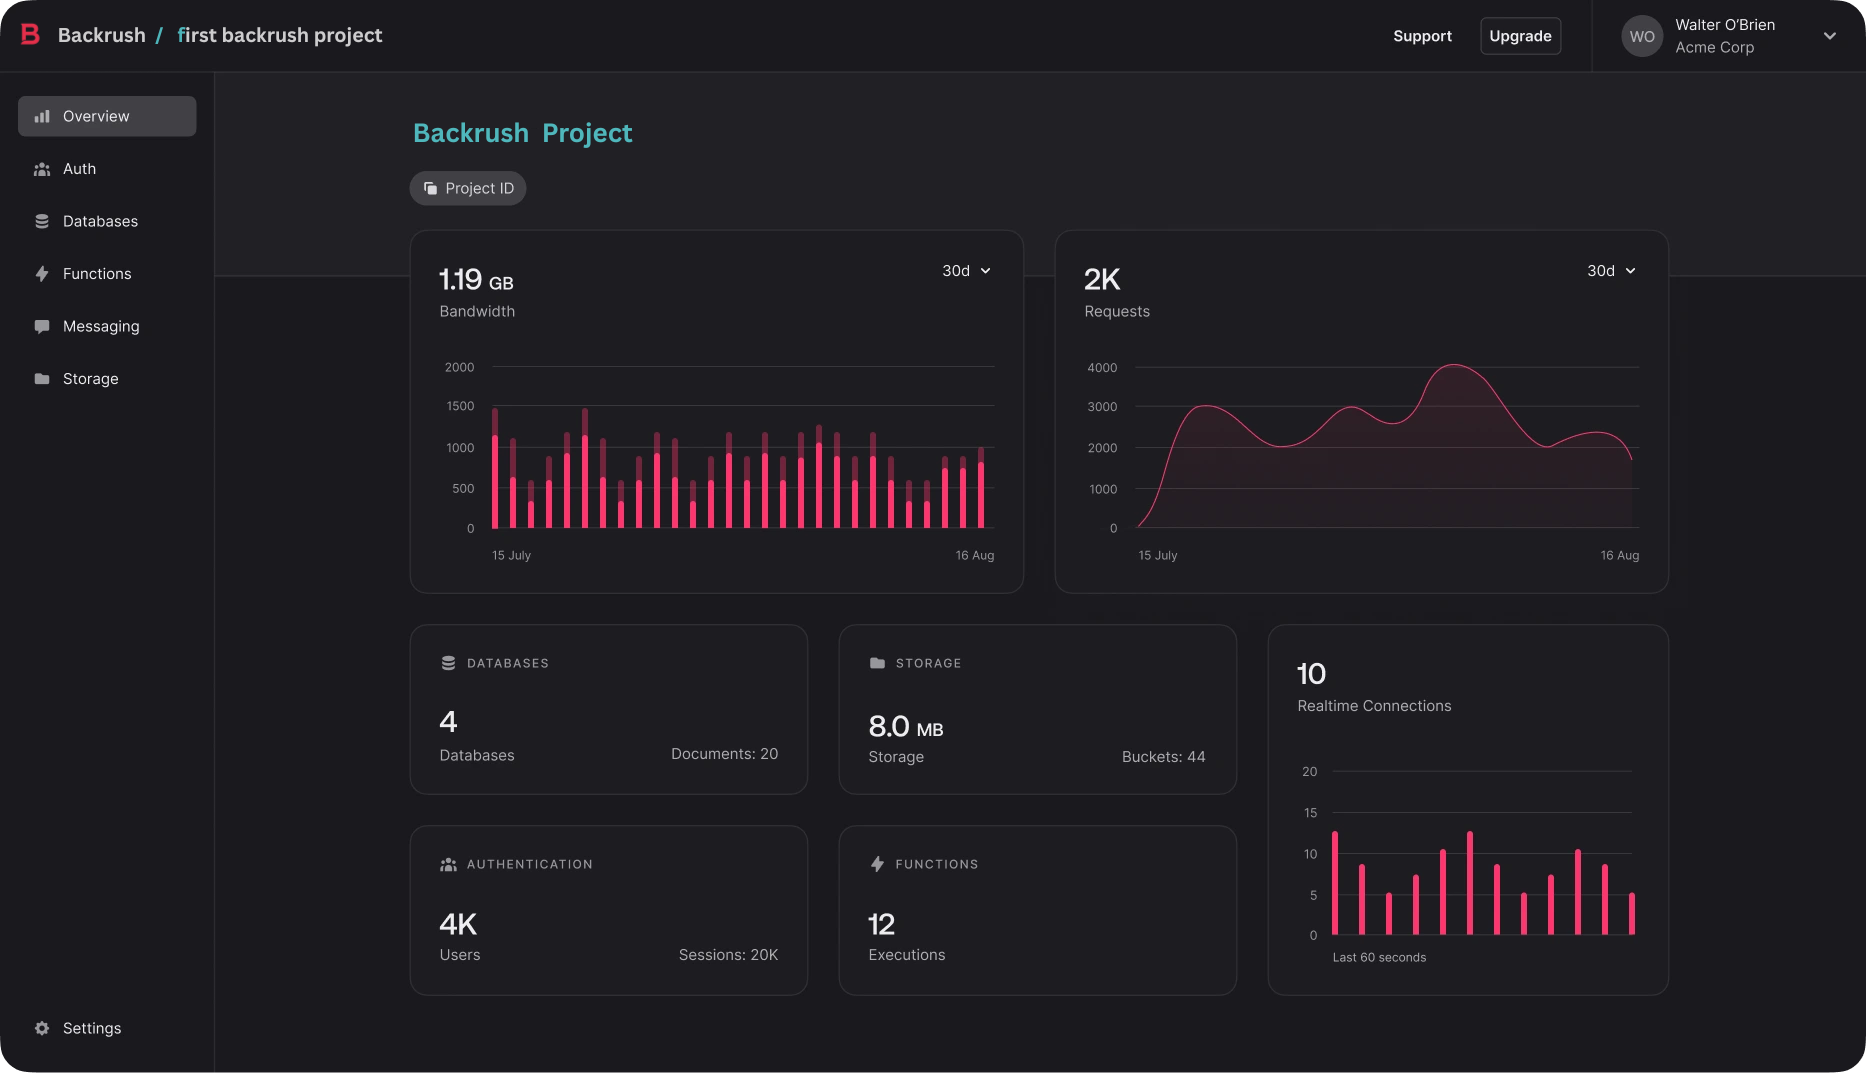 B Backrush / first backrush project
Support
Upgrade
WO
Walter O'Brien
Acme Corp
Overview
Auth
Databases
Functions
Messaging
Storage
Settings
Backrush Project
Project ID
1.19 GB
Bandwidth
30d
2000
1500
1000
500
0
15 July
16 Aug
2K
Requests
30d
4000
3000
2000
1000
0
15 July
16 Aug
DATABASES
4
Databases
Documents: 20
STORAGE
8.0 MB
Storage
Buckets: 44
10
Realtime Connections
20
15
10
5
0
Last 60 seconds
AUTHENTICATION
4K
Users
Sessions: 20K
FUNCTIONS
12
Executions